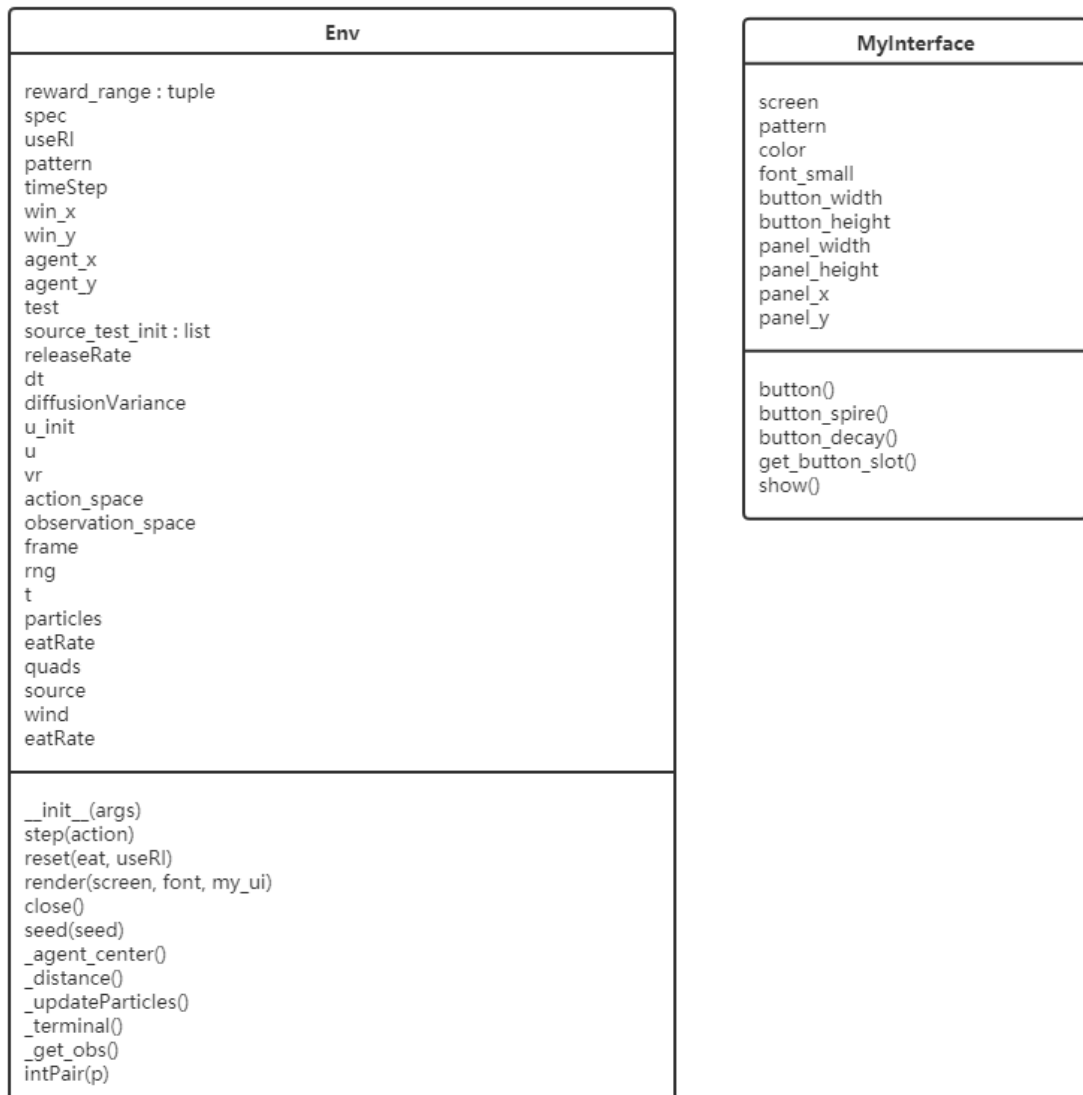 Env
reward_range : tuple
spec
useRl
pattern
timeStep
win_x
win_y
agent_x
agent_y
test
source_test_init : list
releaseRate
dt
diffusionVariance
u_init
u
vr
action_space
observation_space
frame
rng
t
particles
eatRate
quads
source
wind
eatRate
__init__(args)
step(action)
reset(eat, useRl)
render(screen, font, my_ui)
close()
seed(seed)
_agent_center()
_distance()
_updateParticles()
_terminal()
_get_obs()
intPair(p)
MyInterface
screen
pattern
color
font_small
button_width
button_height
panel_width
panel_height
panel_x
panel_y
button()
button_spire()
button_decay()
get_button_slot()
show()